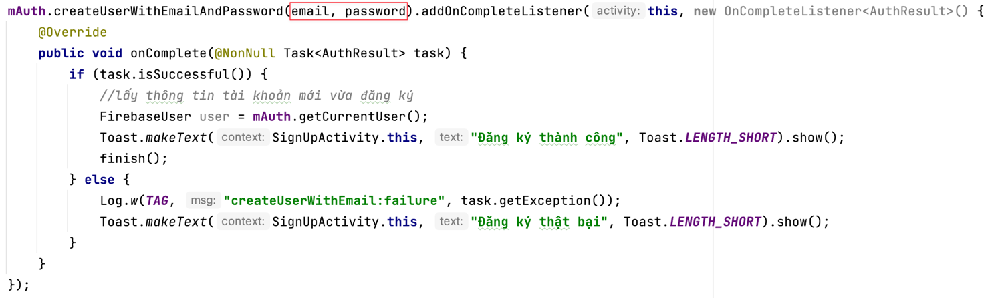 mAuth.createUserWithEmailAndPassword(email, password).addOnCompleteListener( activity: this, new OnCompleteListener<AuthResult>() {
@Override
public void onComplete(@NonNull Task<AuthResult> task) {
if (task.isSuccessful()) {
//lấy thông tin tài khoản mới vừa đăng ký
FirebaseUser user = mAuth.getCurrentUser();
Toast.makeText( context: SignUpActivity.this, text: "Đăng ký thành công", Toast.LENGTH_SHORT).show();
finish();
} else {
Log.w(TAG, msg: "createUserWithEmail:failure", task.getException());
Toast.makeText( context: SignUpActivity.this, text: "Đăng ký thất bại", Toast.LENGTH_SHORT).show();
}
}
});